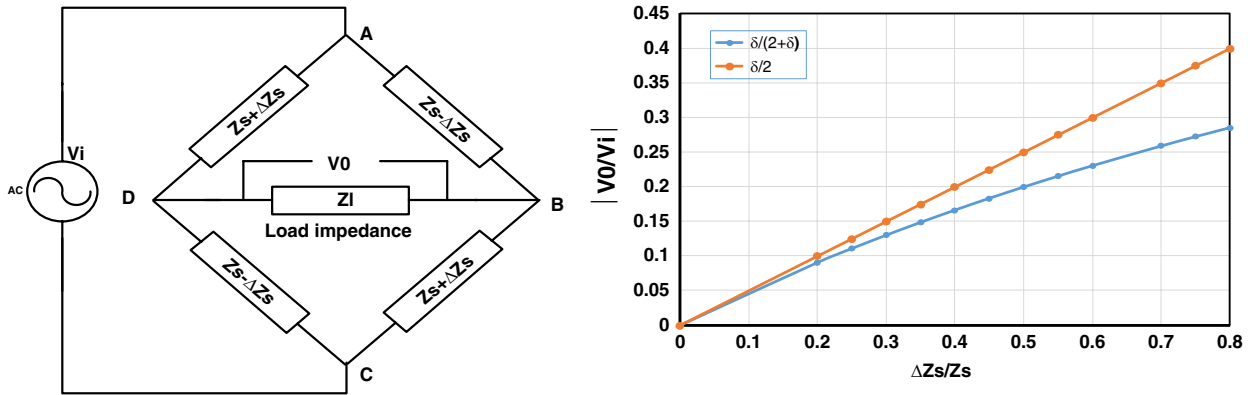 A
Zs+ΔZs
Zs-ΔZs
Vi
AC
V0
D
Zl
B
Load impedance
Zs-ΔZs
Zs+ΔZs
C
0.45
0.4
0.35
0.3
0.25
0.2
0.15
0.1
0.05
0
|V0/Vi|
δ/(2+δ)
δ/2
0 0.1 0.2 0.3 0.4 0.5 0.6 0.7 0.8
ΔZs/Zs